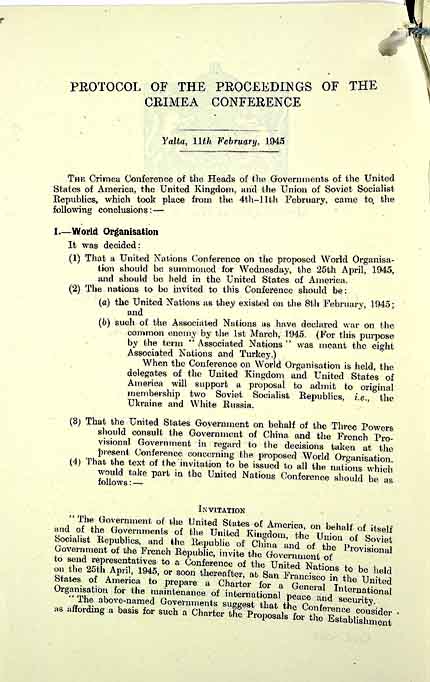 PROTOCOL OF THE PROCEEDINGS OF THE
CRIMEA CONFERENCE
Yalta, 11th February, 1945
THE Crimea Conference of the Heads of the Governments of the United
States of America, the United Kingdom, and the Union of Soviet Socialist
Republics, which took place from the 4th–11th February, came to the
following conclusions:—
I.—World Organisation
It was decided:
(1) That a United Nations Conference on the proposed World Organisa-
tion should be summoned for Wednesday, the 25th April, 1945,
and should be held in the United States of America.
(2) The nations to be invited to this Conference should be:
(a) the United Nations as they existed on the 8th February, 1945;
and
(b) such of the Associated Nations as have declared war on the
common enemy by the 1st March, 1945. (For this purpose
by the term " Associated Nations " was meant the eight
Associated Nations and Turkey.)
When the Conference on World Organisation is held, the
delegates of the United Kingdom and United States of
America will support a proposal to admit to original
membership two Soviet Socialist Republics, i.e., the
Ukraine and White Russia.
(3) That the United States Government on behalf of the Three Powers
should consult the Government of China and the French Pro-
visional Government in regard to the decisions taken at the
present Conference concerning the proposed World Organisation.
(4) That the text of the invitation to be issued to all the nations which
would take part in the United Nations Conference should be as
follows:—
INVITATION
" The Government of the United States of America, on behalf of itself
and of the Governments of the United Kingdom, the Union of Soviet
Socialist Republics, and the Republic of China and of the Provisional
Government of the French Republic, invite the Government of
to send representatives to a Conference of the United Nations to be held
on the 25th April, 1945, or soon thereafter, at San Francisco in the United
States of America to prepare a Charter for a General International
Organisation for the maintenance of international peace and security.
" The above-named Governments suggest that the Conference consider
as affording a basis for such a Charter the Proposals for the Establishment